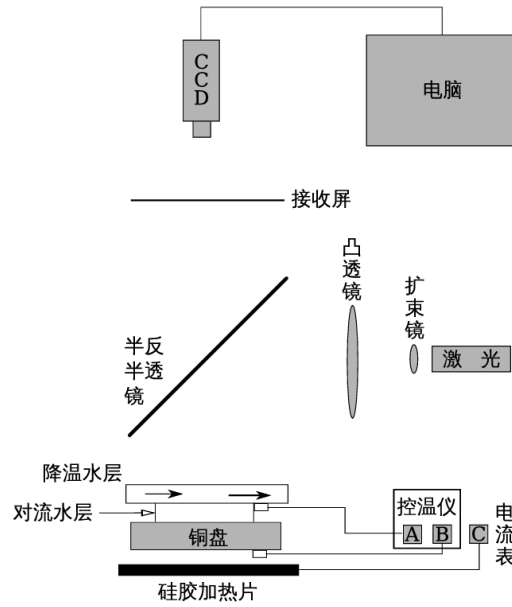 CCD
电脑
接收屏
凸透镜
扩束镜
激 光
半反
半透
镜
降温水层
对流水层
铜盘
控温仪
A B C
电流表
硅胶加热片